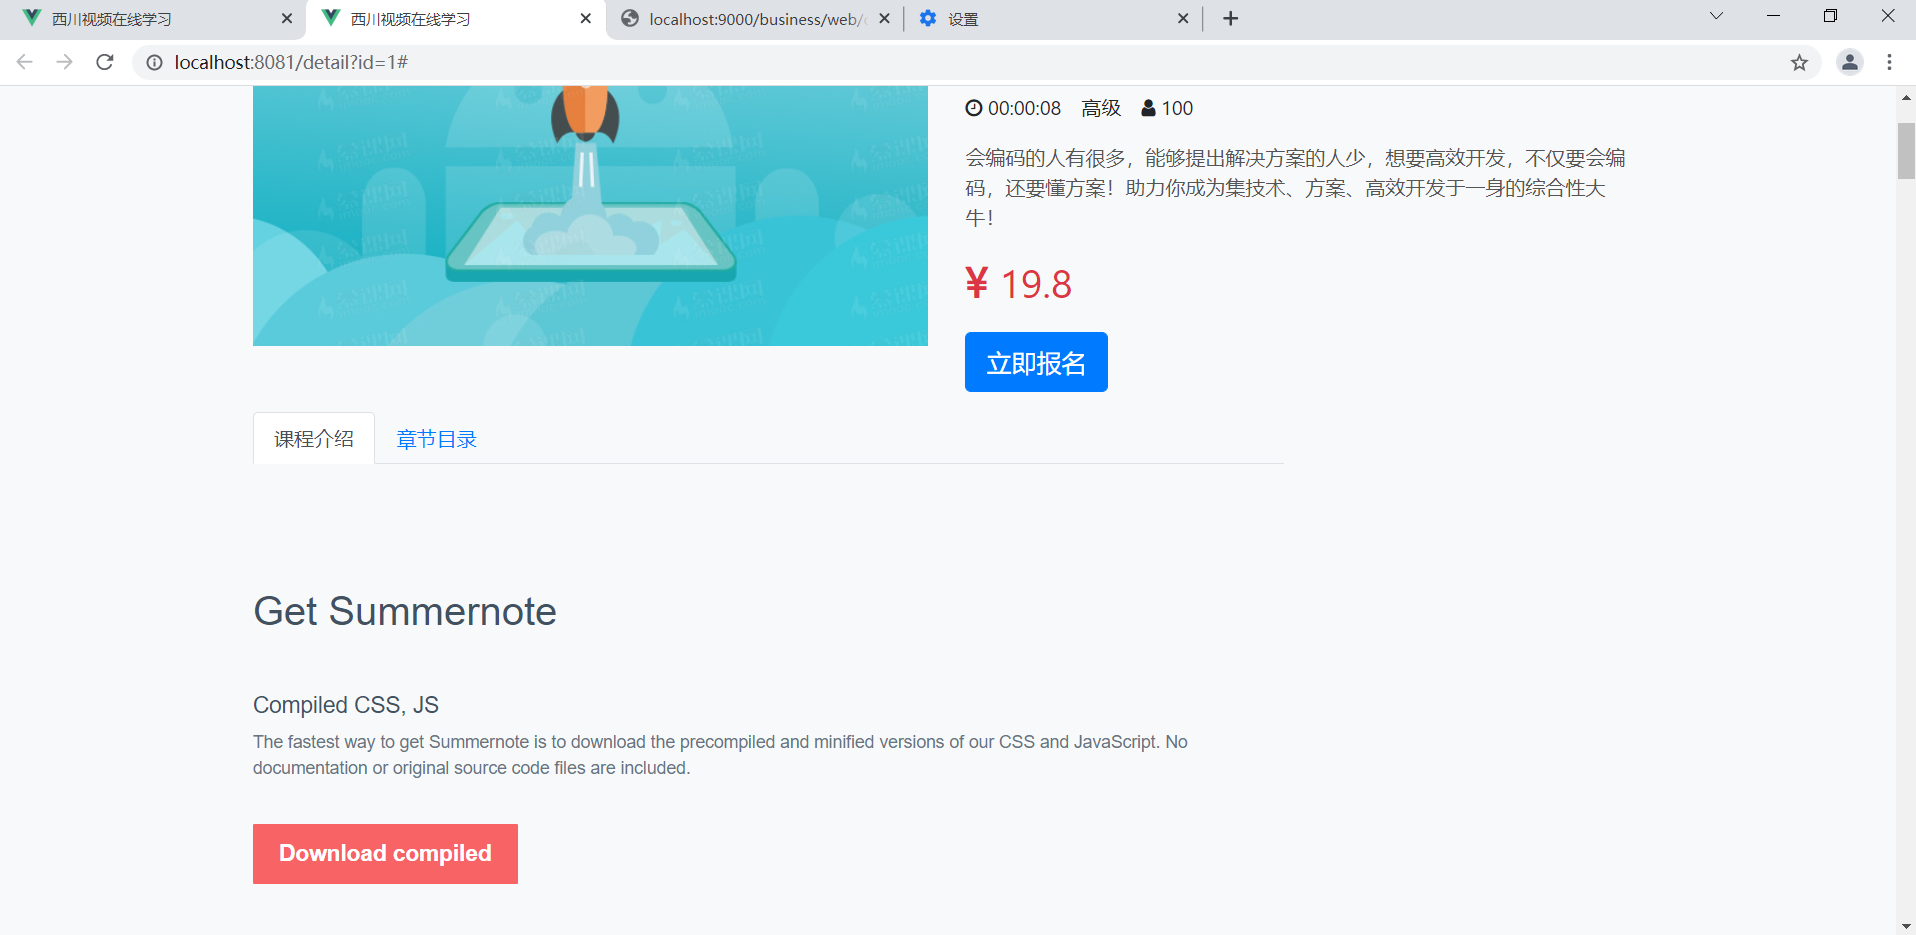 西川视频在线学习
西川视频在线学习
localhost:9000/business/web/
设置
localhost:8081/detail?id=1#
00:00:08 高级 100
会编码的人有很多，能够提出解决方案的人少，想要高效开发，不仅要会编
码，还要懂方案！助力你成为集技术、方案、高效开发于一身的综合性大
牛！
¥ 19.8
立即报名
课程介绍 章节目录
Get Summernote
Compiled CSS, JS
The fastest way to get Summernote is to download the precompiled and minified versions of our CSS and JavaScript. No
documentation or original source code files are included.
Download compiled